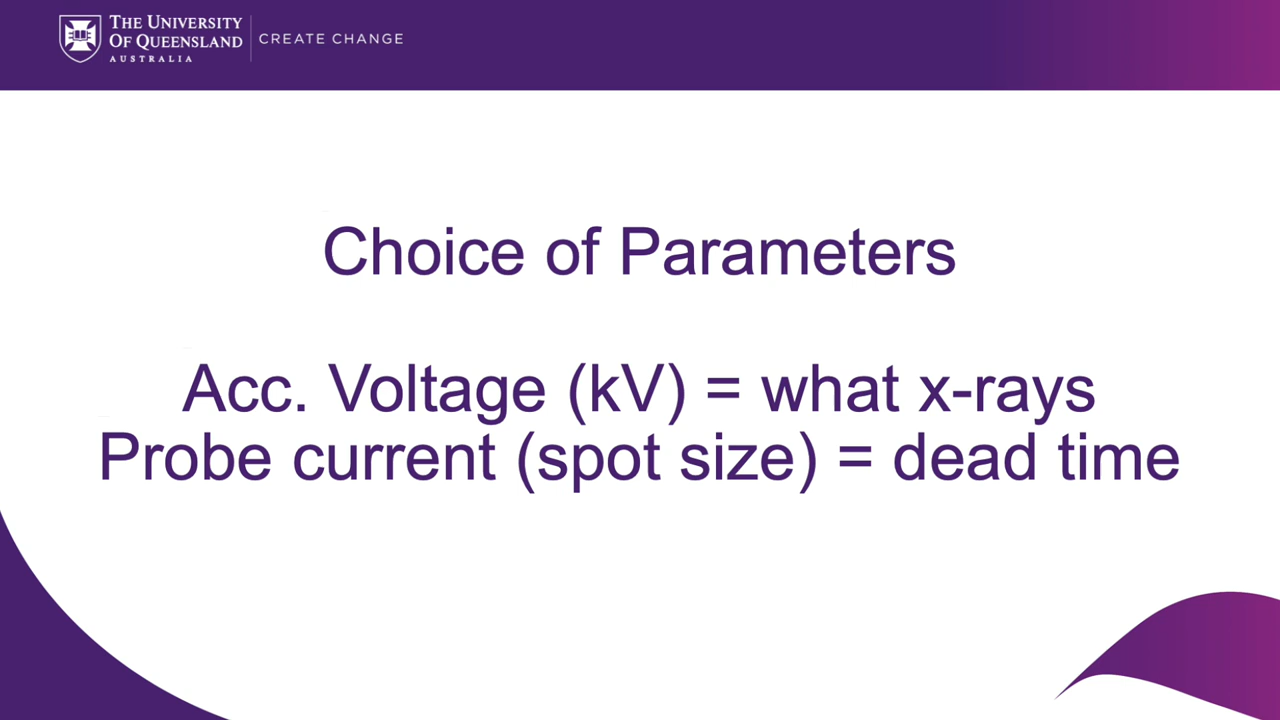 THE UNIVERSITY
OF QUEENSLAND
AUSTRALIA
CREATE CHANGE
Choice of Parameters
Acc. Voltage (kV) = what x-rays
Probe current (spot size) = dead time